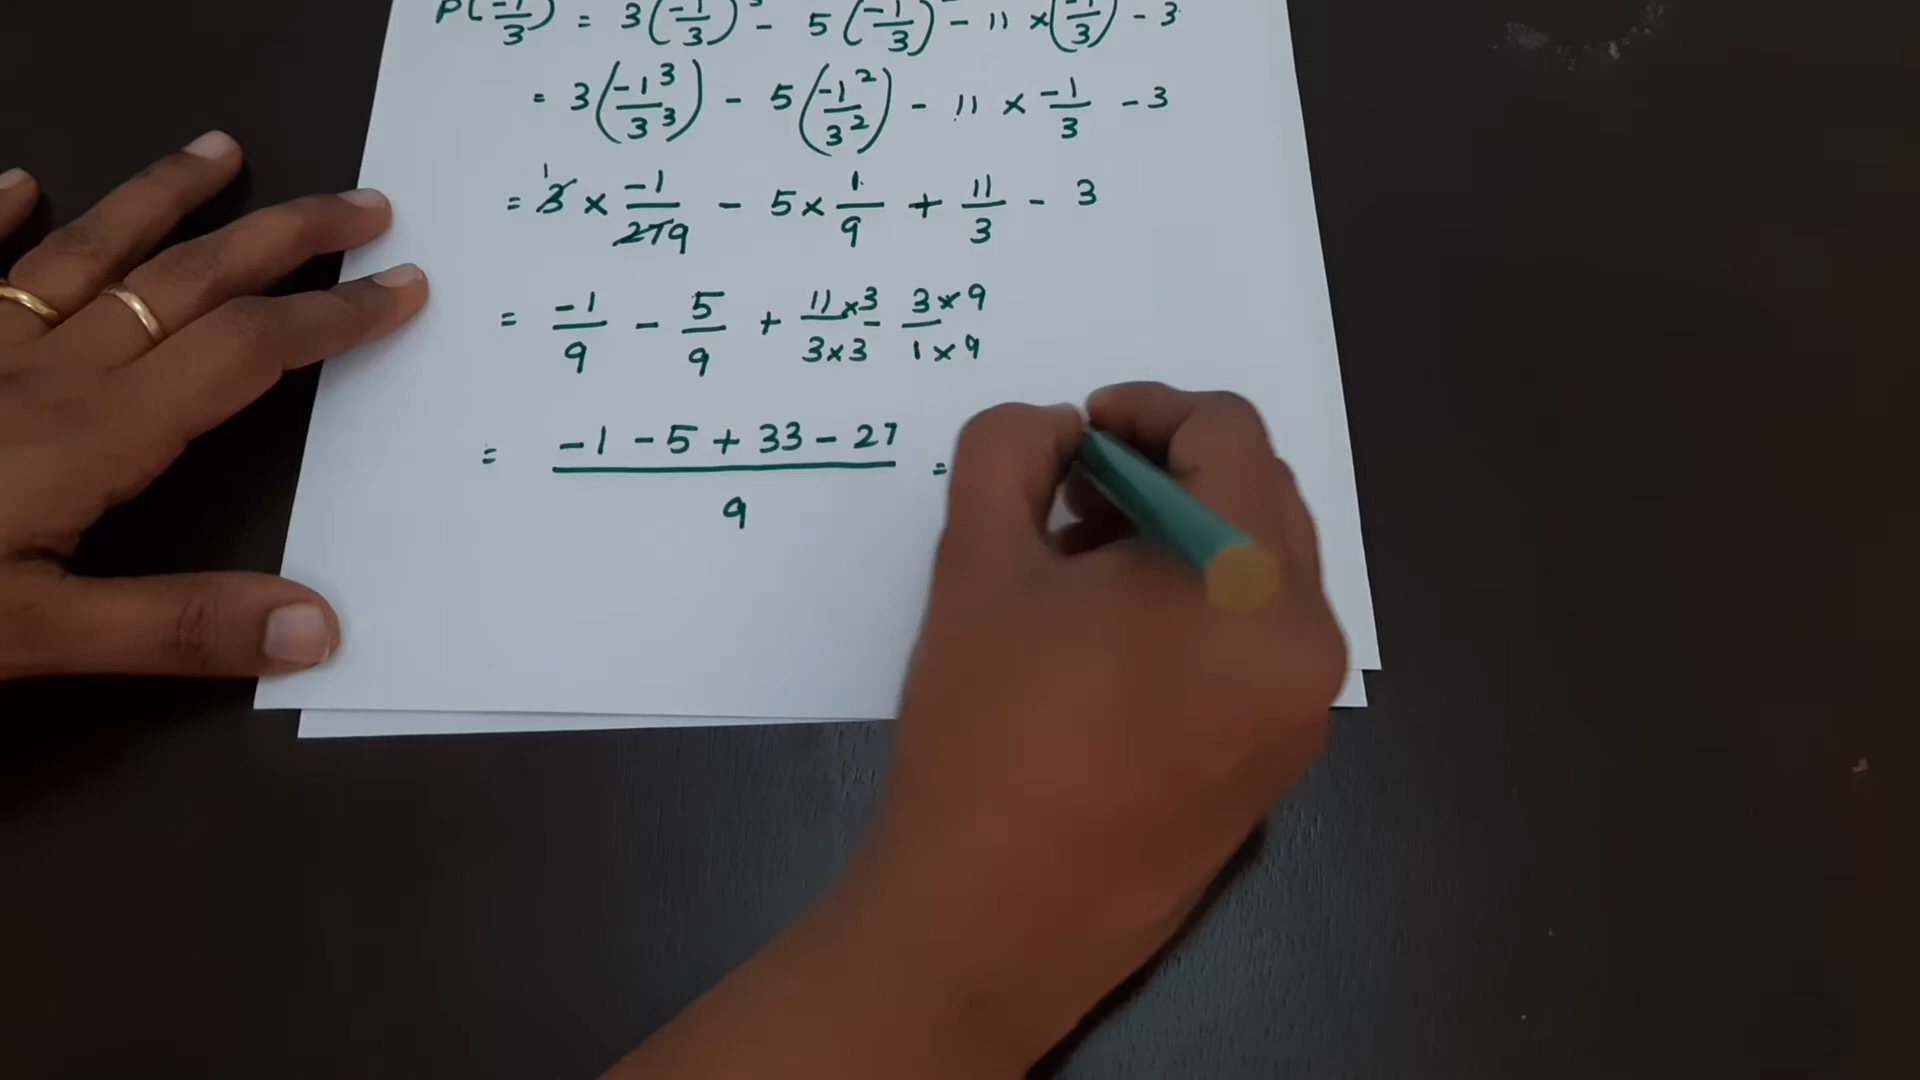 P(-1/3) = 3(-1/3)³ - 5(-1/3) - 11 ×(-1/3) - 3
= 3(-1³/3³) - 5(-1²/3²) - 11 × -1/3 - 3
= 3 1 × -1/27 9 - 5 × 1/9 + 11/3 - 3
= -1/9 - 5/9 + 11×3/3×3 - 3×9/1×9
= -1 - 5 + 33 - 27/9 =